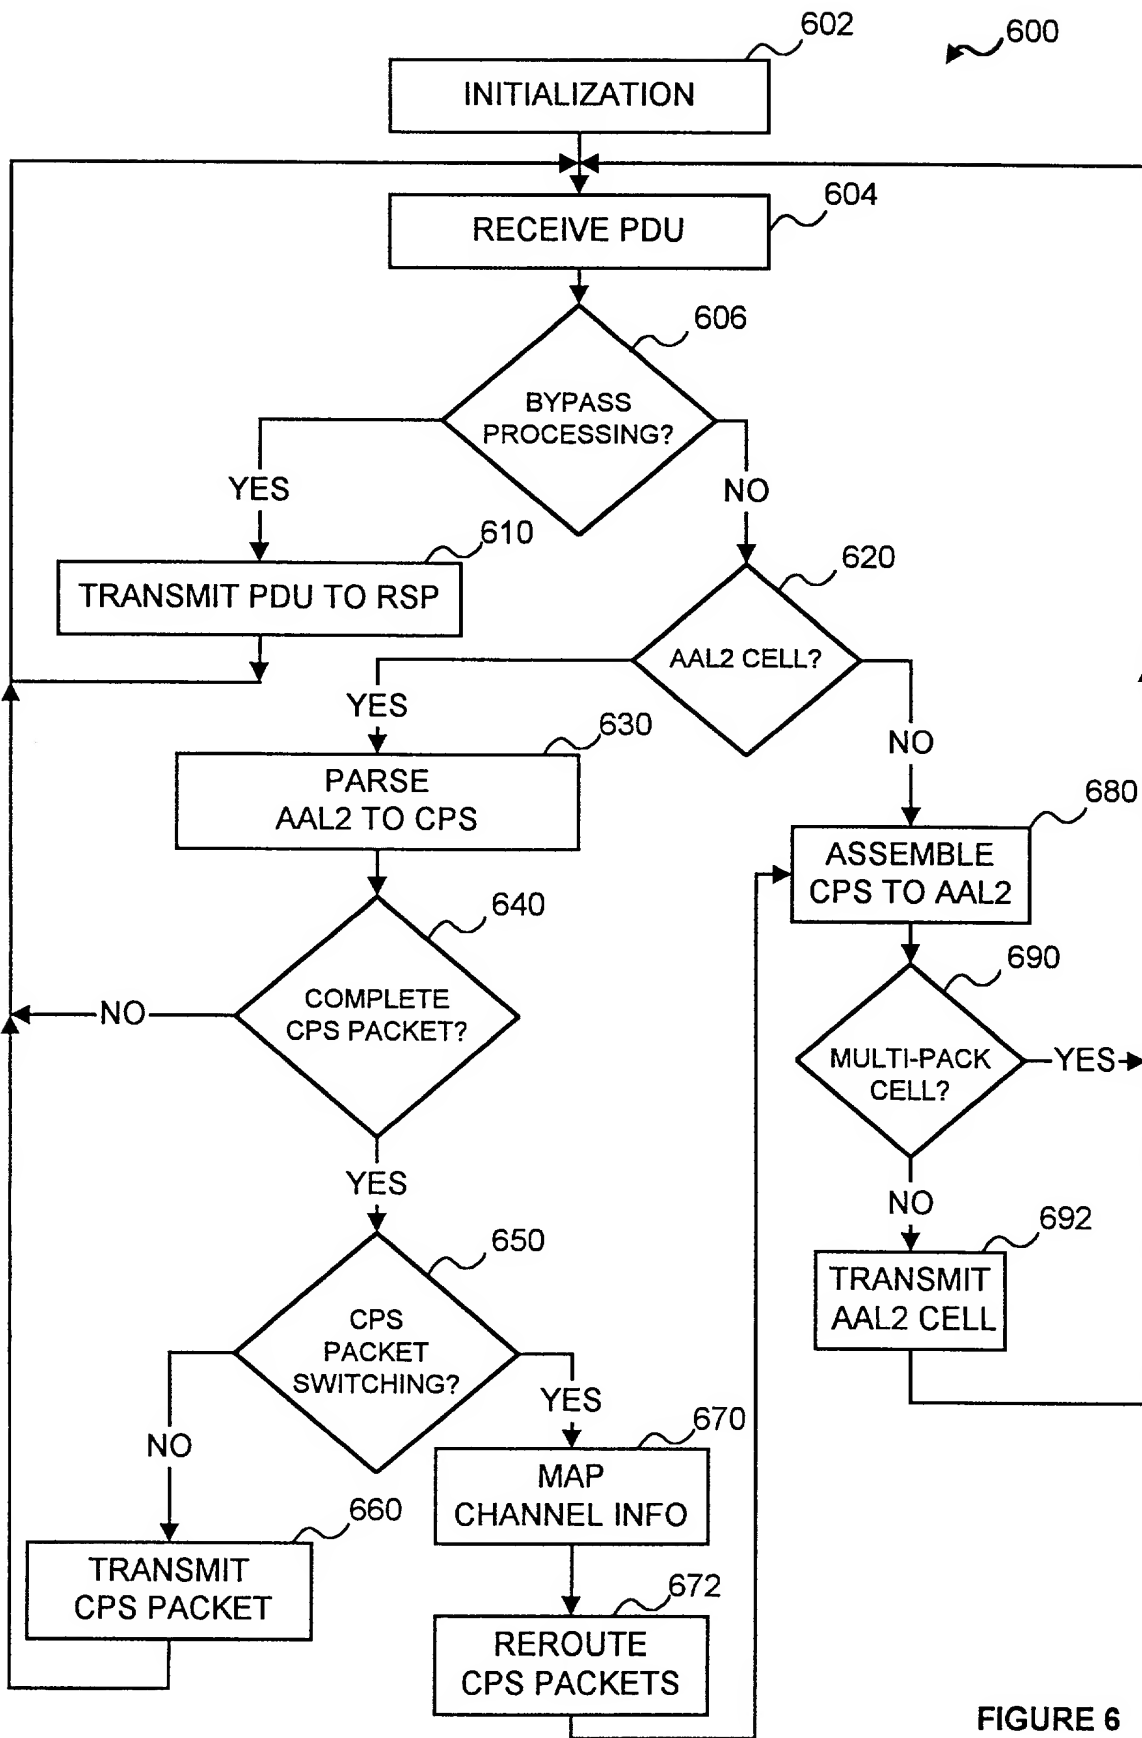 602
600
INITIALIZATION
604
RECEIVE PDU
606
BYPASS
PROCESSING?
YES
NO
610
TRANSMIT PDU TO RSP
620
AAL2 CELL?
YES
NO
630
PARSE
AAL2 TO CPS
680
ASSEMBLE
CPS TO AAL2
640
COMPLETE
CPS PACKET?
NO
YES
690
MULTI-PACK
CELL?
YES
NO
692
TRANSMIT
AAL2 CELL
650
CPS
PACKET
SWITCHING?
NO
YES
670
MAP
CHANNEL INFO
660
TRANSMIT
CPS PACKET
672
REROUTE
CPS PACKETS
FIGURE 6